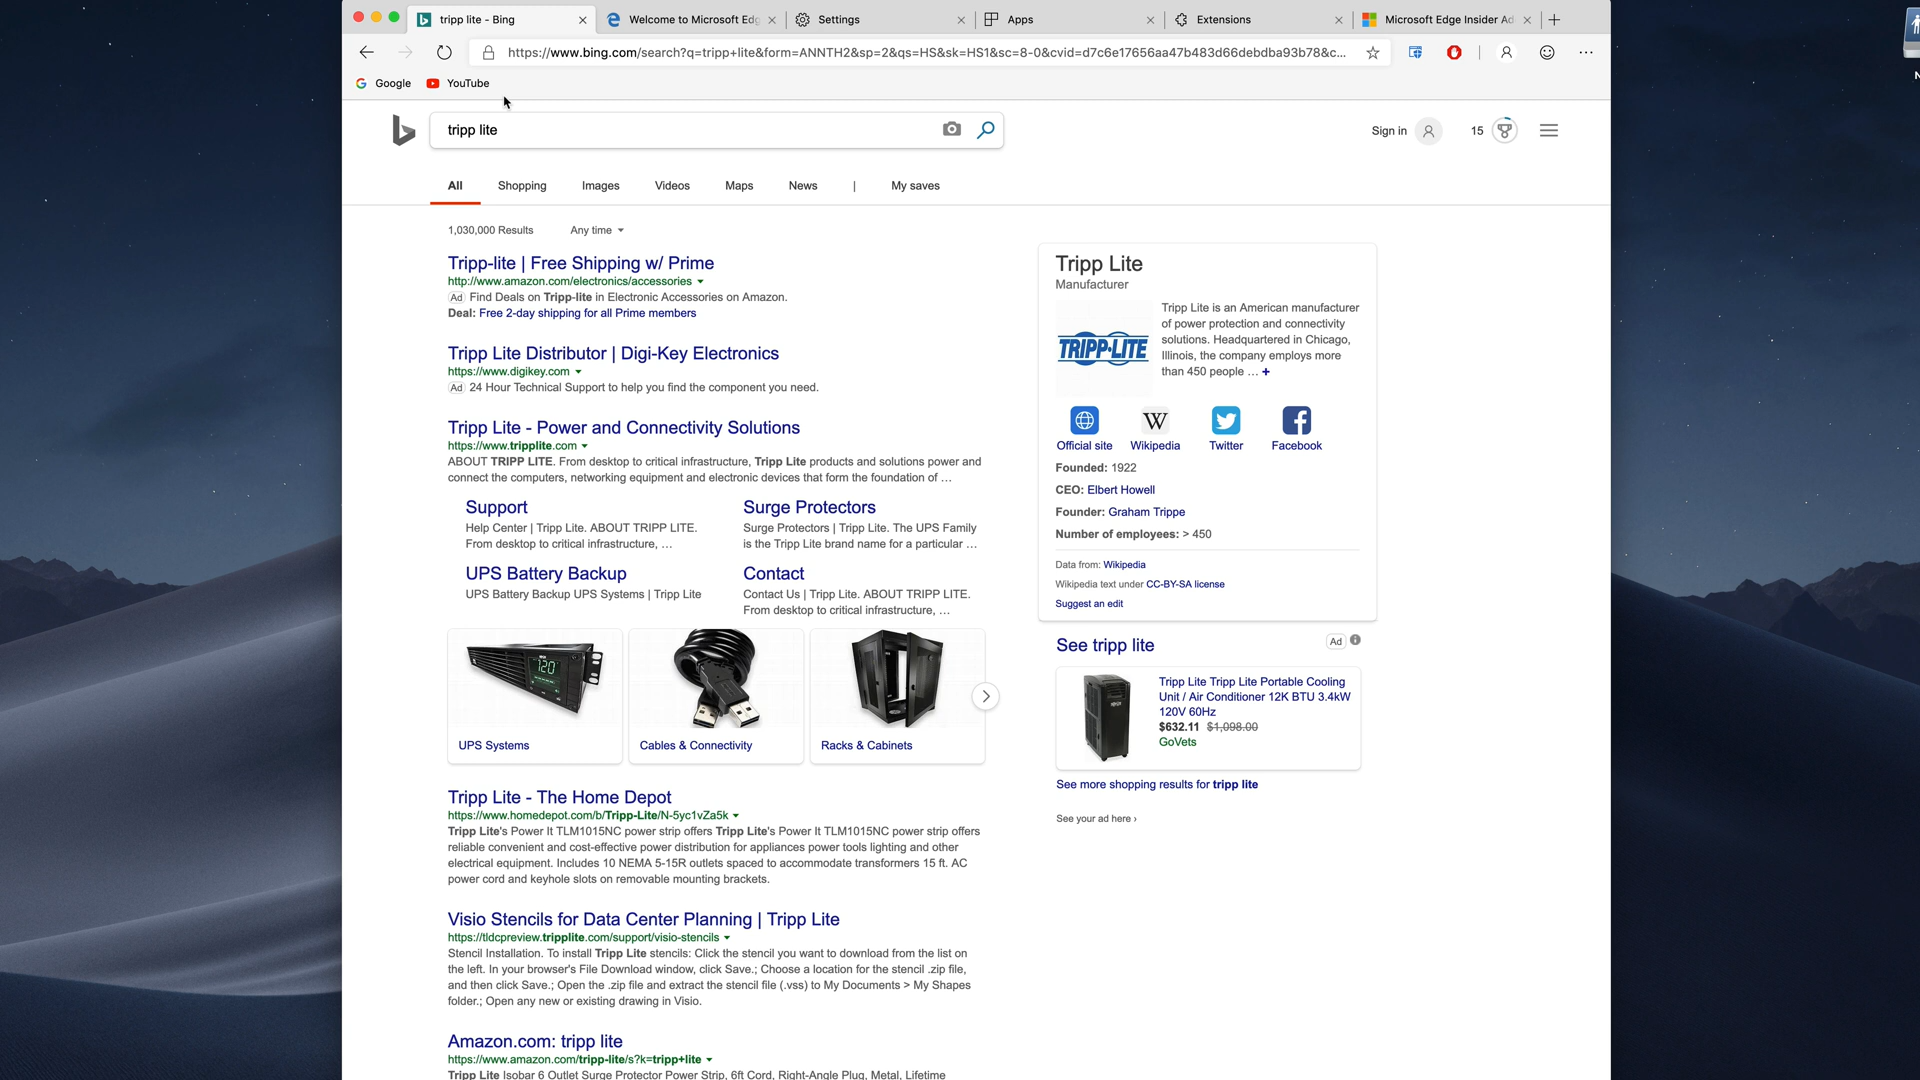 tripp lite - Bing
Welcome to Microsoft Edg
Settings
Apps
Extensions
Microsoft Edge Insider Ad
https://www.bing.com/search?q=tripp+lite&form=ANNTH2&sp=2&qs=HS&sk=HS1&sc=8-0&cvid=d7c6e17656aa47b483d66debdba93b78&c...
Google
YouTube
tripp lite
Sign in
15
All
Shopping
Images
Videos
Maps
News
|
My saves
1,030,000 Results
Any time
Tripp-lite | Free Shipping w/ Prime
http://www.amazon.com/electronics/accessories
Ad Find Deals on Tripp-lite in Electronic Accessories on Amazon.
Deal: Free 2-day shipping for all Prime members
Tripp Lite Distributor | Digi-Key Electronics
https://www.digikey.com
Ad 24 Hour Technical Support to help you find the component you need.
Tripp Lite - Power and Connectivity Solutions
https://www.tripplite.com
ABOUT TRIPP LITE. From desktop to critical infrastructure, Tripp Lite products and solutions power and
connect the computers, networking equipment and electronic devices that form the foundation of ...
Support
Help Center | Tripp Lite. ABOUT TRIPP LITE.
From desktop to critical infrastructure, ...
Surge Protectors
Surge Protectors | Tripp Lite. The UPS Family
is the Tripp Lite brand name for a particular ...
UPS Battery Backup
UPS Battery Backup UPS Systems | Tripp Lite
Contact
Contact Us | Tripp Lite. ABOUT TRIPP LITE.
From desktop to critical infrastructure, ...
120
UPS Systems
Cables & Connectivity
Racks & Cabinets
Tripp Lite - The Home Depot
https://www.homedepot.com/b/Tripp-Lite/N-5yc1vZa5k
Tripp Lite's Power It TLM1015NC power strip offers Tripp Lite's Power It TLM1015NC power strip offers
reliable convenient and cost-effective power distribution for appliances power tools lighting and other
electrical equipment. Includes 10 NEMA 5-15R outlets spaced to accommodate transformers 15 ft. AC
power cord and keyhole slots on removable mounting brackets.
Visio Stencils for Data Center Planning | Tripp Lite
https://tldcpreview.tripplite.com/support/visio-stencils
Stencil Installation. To install Tripp Lite stencils: Click the stencil you want to download from the list on
the left. In your browser's File Download window, click Save.; Choose a location for the stencil .zip file,
and then click Save.; Open the .zip file and extract the stencil file (.vss) to My Documents > My Shapes
folder.; Open any new or existing drawing in Visio.
Amazon.com: tripp lite
https://www.amazon.com/tripp-lite/s?k=tripp+lite
Tripp Lite Isobar 6 Outlet Surge Protector Power Strip, 6ft Cord, Right-Angle Plug, Metal, Lifetime
Tripp Lite
Manufacturer
TRIPP·LITE
Tripp Lite is an American manufacturer
of power protection and connectivity
solutions. Headquartered in Chicago,
Illinois, the company employs more
than 450 people ... +
W
Official site
Wikipedia
Twitter
Facebook
Founded: 1922
CEO: Elbert Howell
Founder: Graham Trippe
Number of employees: > 450
Data from: Wikipedia
Wikipedia text under CC-BY-SA license
Suggest an edit
See tripp lite
Ad
Tripp Lite Tripp Lite Portable Cooling
Unit / Air Conditioner 12K BTU 3.4kW
120V 60Hz
$632.11 $1,098.00
GoVets
See more shopping results for tripp lite
See your ad here ›